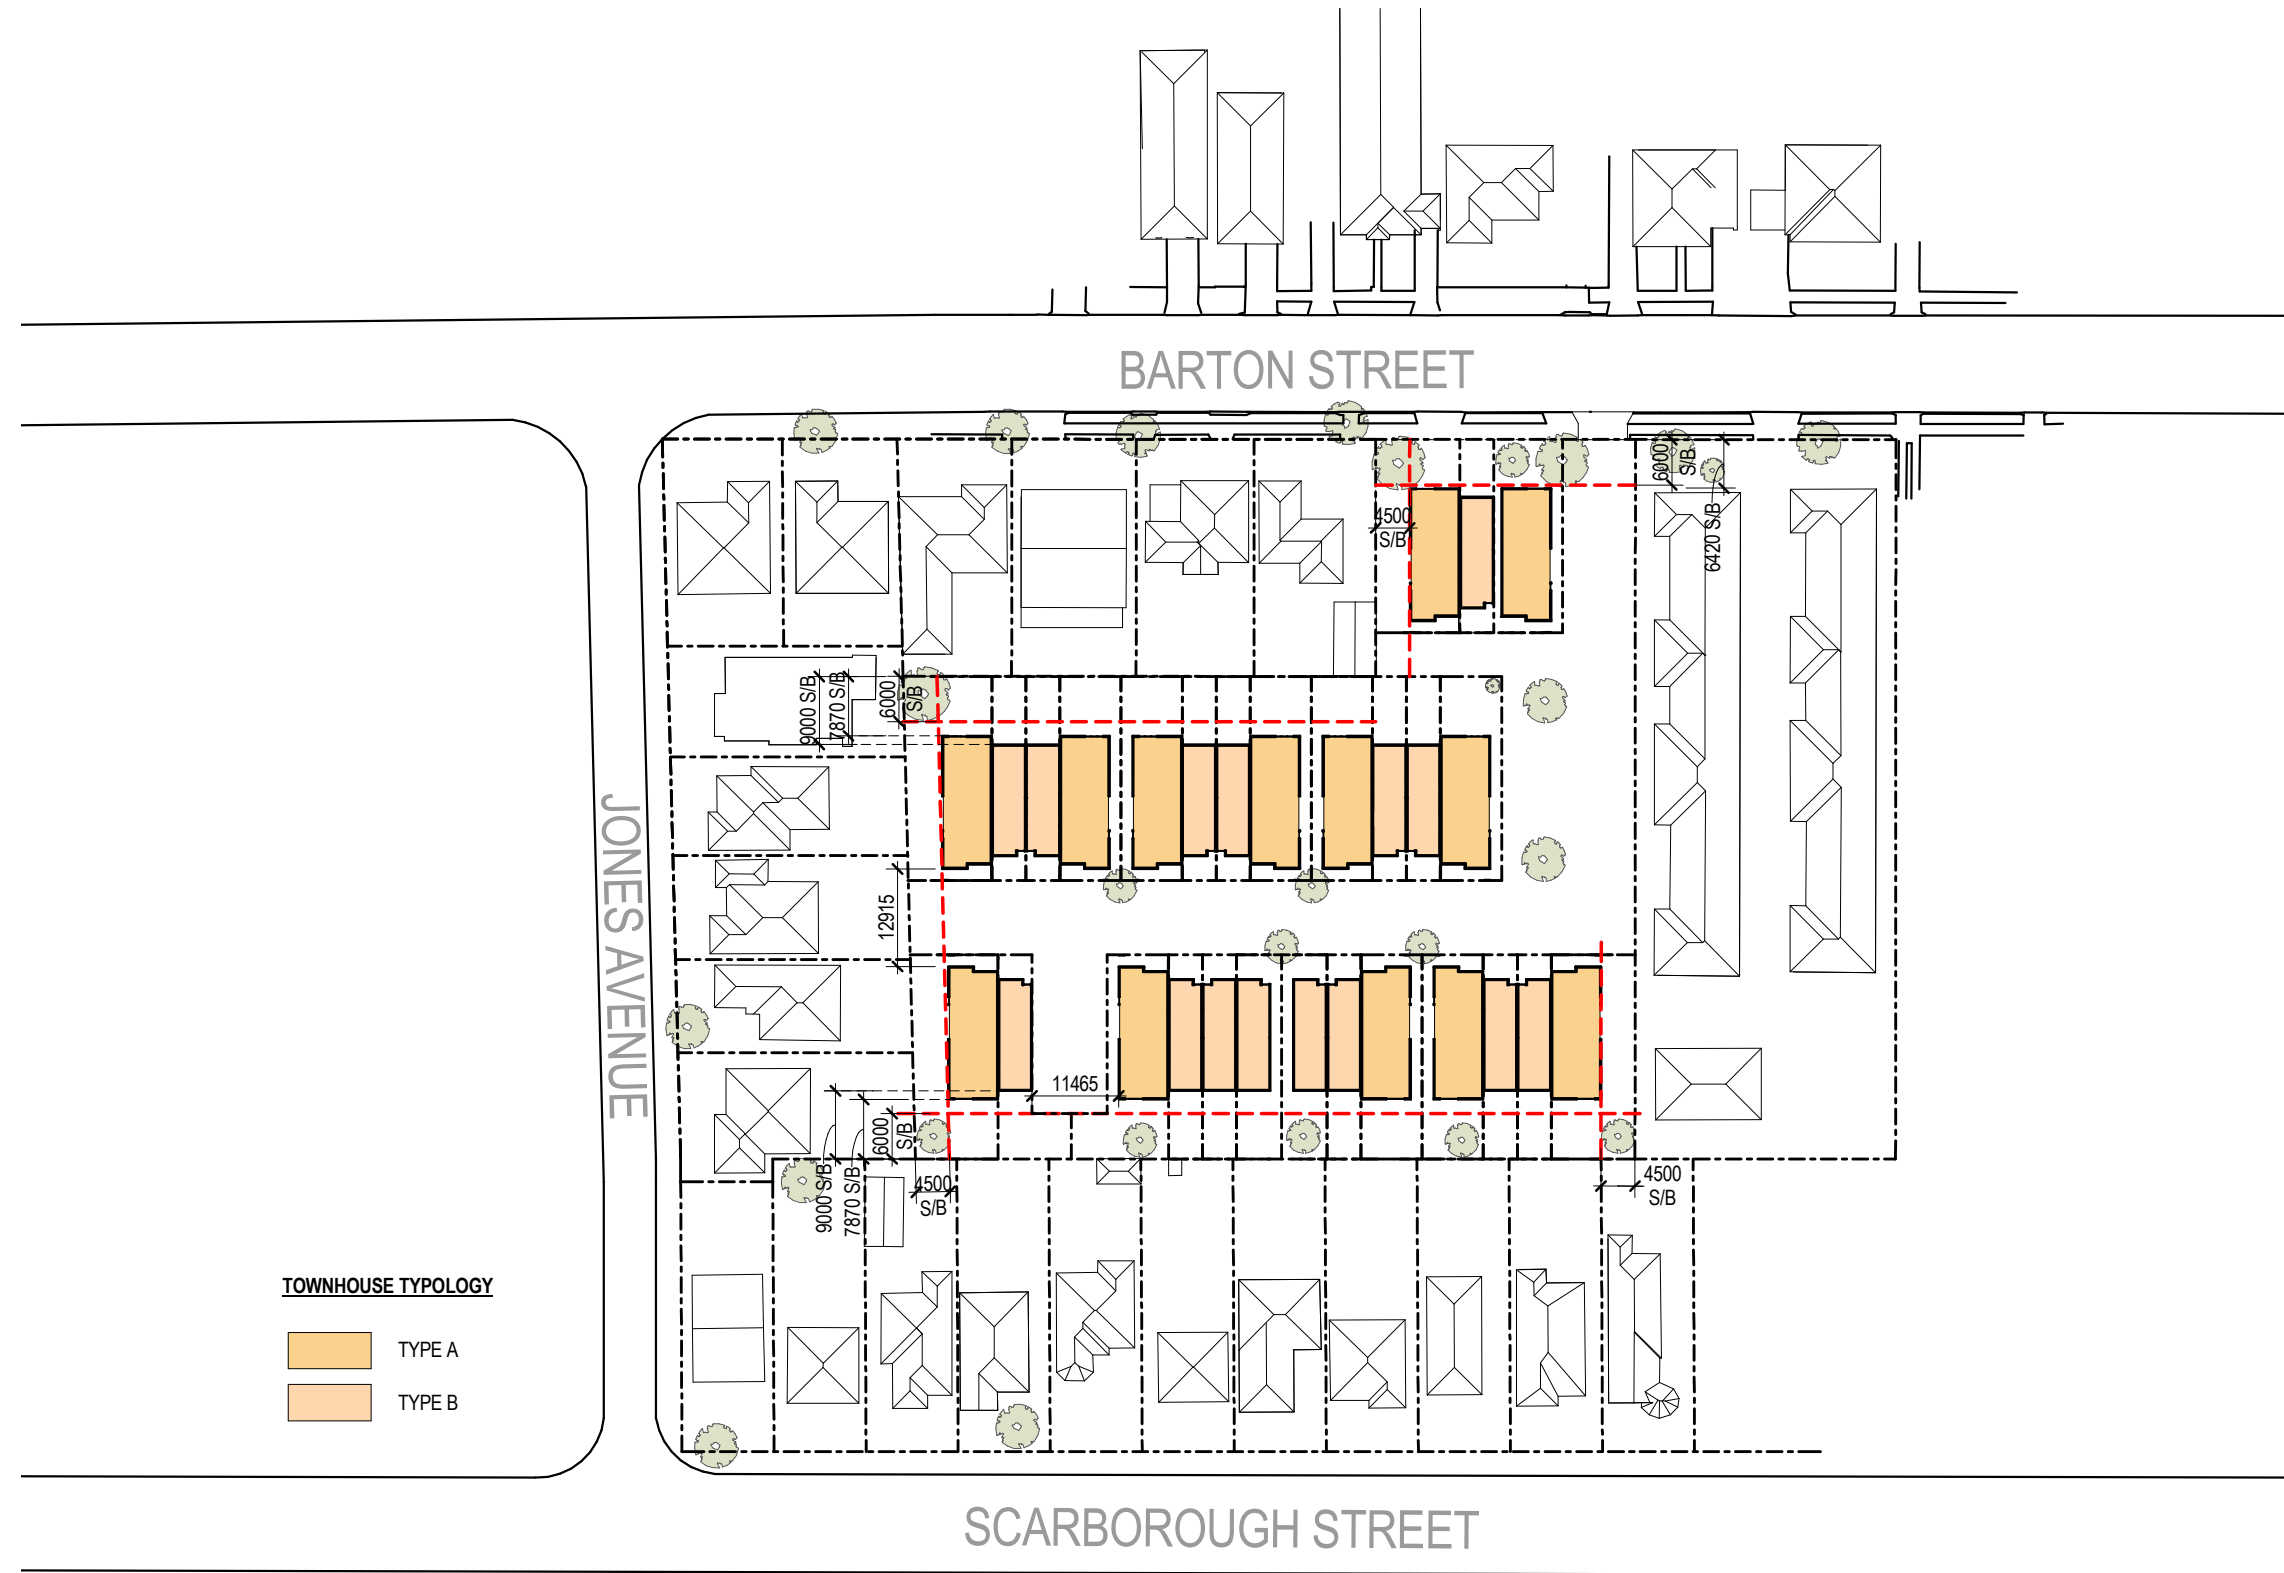 BARTON STREET
6000
S/B
6420 S/B
4500
S/B
9000 S/B
7870 S/B
6000
S/B
JONES AVENUE
12915
11465
6000
S/B
9000 S/B
7870 S/B
4500
S/B
4500
S/B
TOWNHOUSE TYPOLOGY
TYPE A
TYPE B
SCARBOROUGH STREET